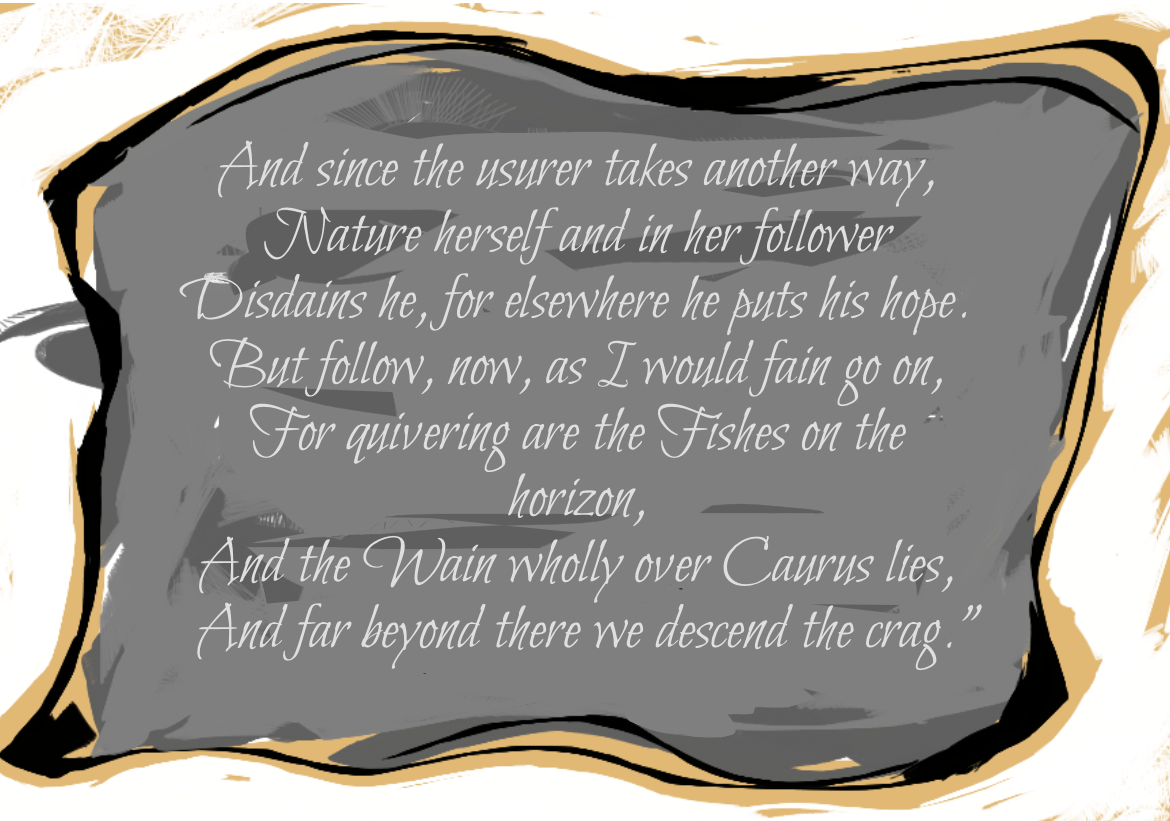 And since the usurer takes another way,
Nature herself and in her follower
Disdains he, for elsewhere he puts his hope.
But follow, now, as I would fain go on,
For quivering are the Fishes on the
horizon,
And the Wain wholly over Caurus lies,
And far beyond there we descend the crag.”